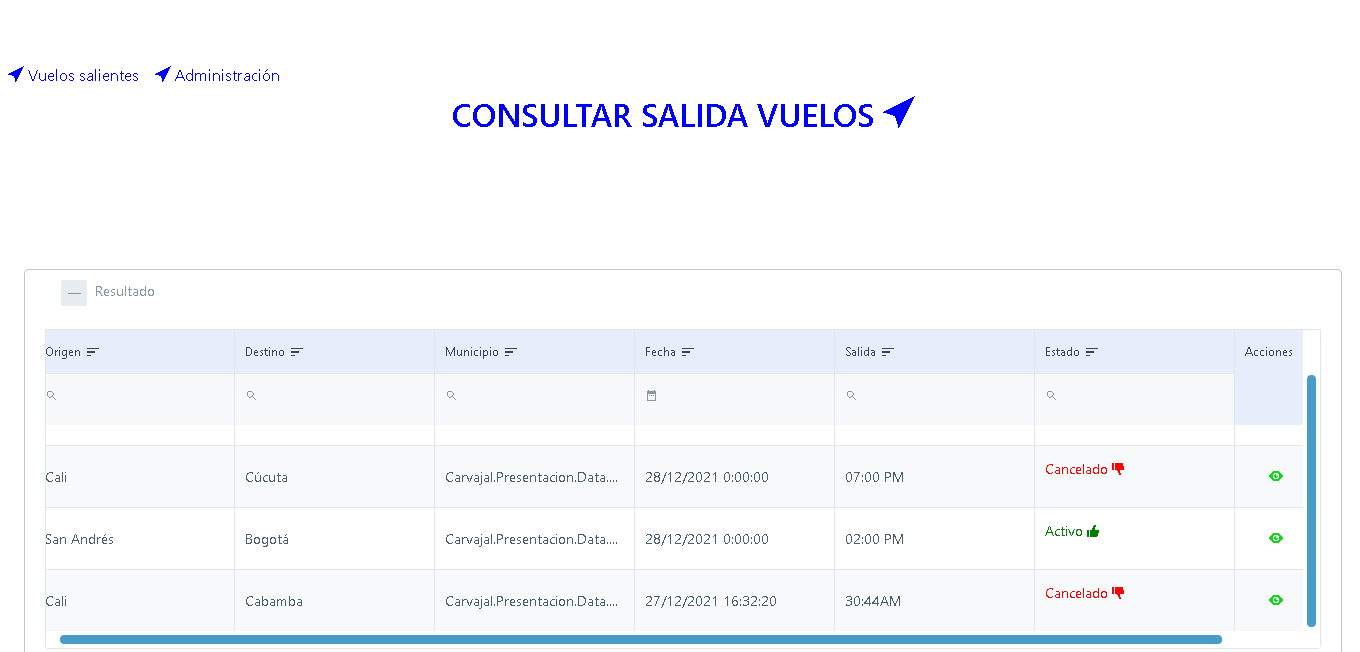 Vuelos salientes Administración
CONSULTAR SALIDA VUELOS
Resultado
Origen Destino Municipio Fecha Salida Estado Acciones
Cali Cúcuta Carvajal.Presentacion.Data.... 28/12/2021 0:00:00 07:00 PM Cancelado
San Andrés Bogotá Carvajal.Presentacion.Data.... 28/12/2021 0:00:00 02:00 PM Activo
Cali Cabamba Carvajal.Presentacion.Data.... 27/12/2021 16:32:20 30:44AM Cancelado